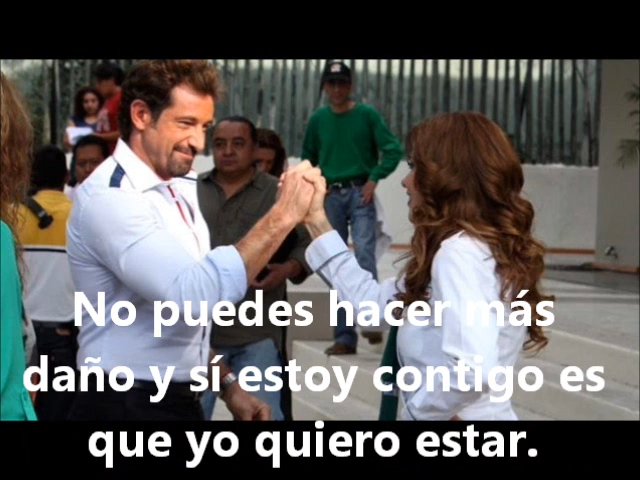 No puedes hacer más
daño y sí estoy contigo es
que yo quiero estar.